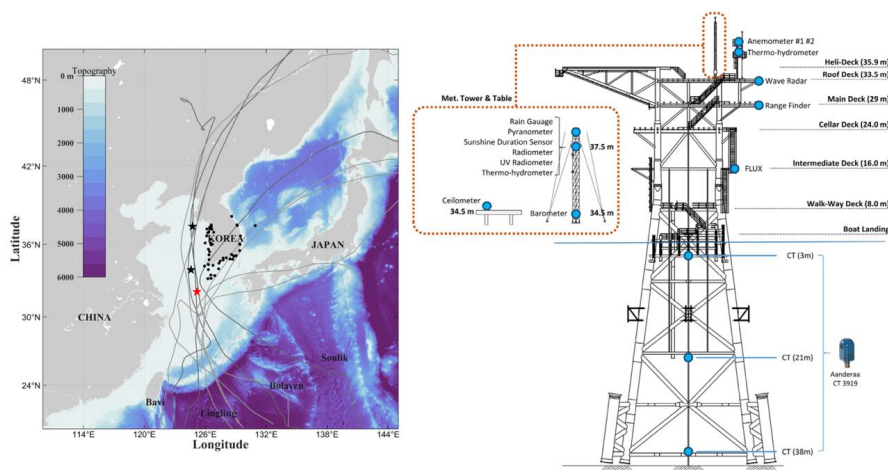 Topography
0 m
1000
2000
3000
4000
5000
6000
48°N
42°N
36°N
30°N
24°N
Latitude
KOREA
JAPAN
CHINA
Soulik
Bolaven
Bavi
Lingling
114°E
120°E
126°E
132°E
138°E
144°E
Longitude
Anemometer #1 #2
Thermo-hydrometer
Heli-Deck (35.9 m)
Roof Deck (33.5 m)
Wave Radar
Main Deck (29 m)
Range Finder
Cellar Deck (24.0 m)
Intermediate Deck (16.0 m)
FLUX
Walk-Way Deck (8.0 m)
Boat Landing
Met. Tower & Table
Rain Gauage
Pyranometer
Sunshine Duration Sensor
Radiometer
37.5 m
UV Radiometer
Thermo-hydrometer
Ceilometer
34.5 m
Barometer
34.5 m
CT (3m)
CT (21m)
CT (38m)
Aanderaa
CT 3919